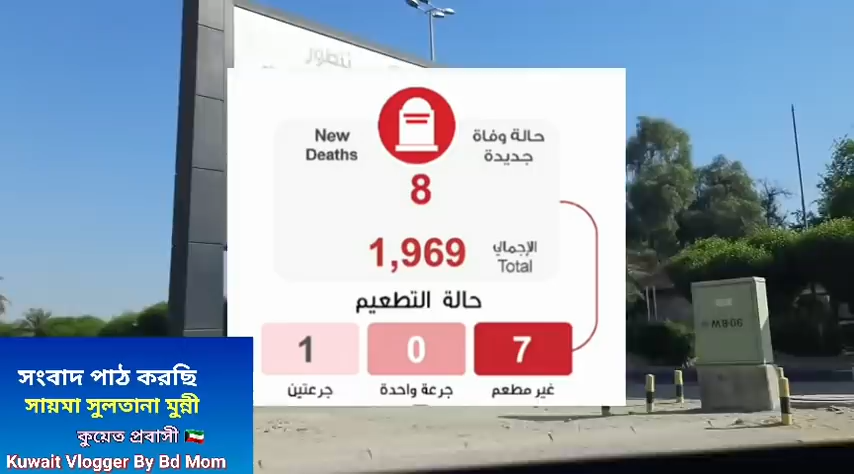 نتطور
New
Deaths
حالة وفاة
جديدة
8
1,969
الإجمالي
Total
حالة التطعيم
1
0
7
جرعتين
جرعة واحدة
غير مطعم
সংবাদ পাঠ করছি
সায়মা সুলতানা মুন্নী
কুয়েত প্রবাসী 🇰🇼
Kuwait Vlogger By Bd Mom